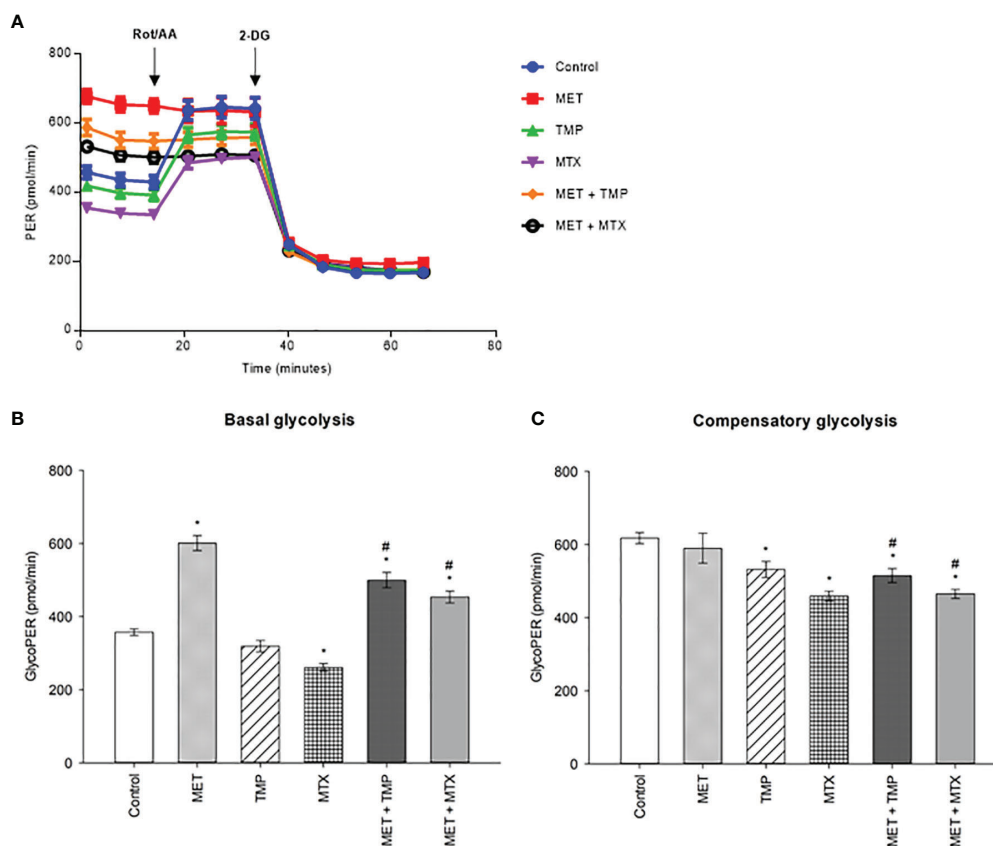 A
Rot/AA
2-DG
800
600
400
200
0
PER (pmol/min)
0
20
40
60
80
Time (minutes)
Control
MET
TMP
MTX
MET + TMP
MET + MTX
B
Basal glycolysis
800
600
400
200
0
GlycoPER (pmol/min)
*
*
#
*
#
*
Control
MET
TMP
MTX
MET + TMP
MET + MTX
C
Compensatory glycolysis
800
600
400
200
0
GlycoPER (pmol/min)
*
*
#
*
#
*
Control
MET
TMP
MTX
MET + TMP
MET + MTX